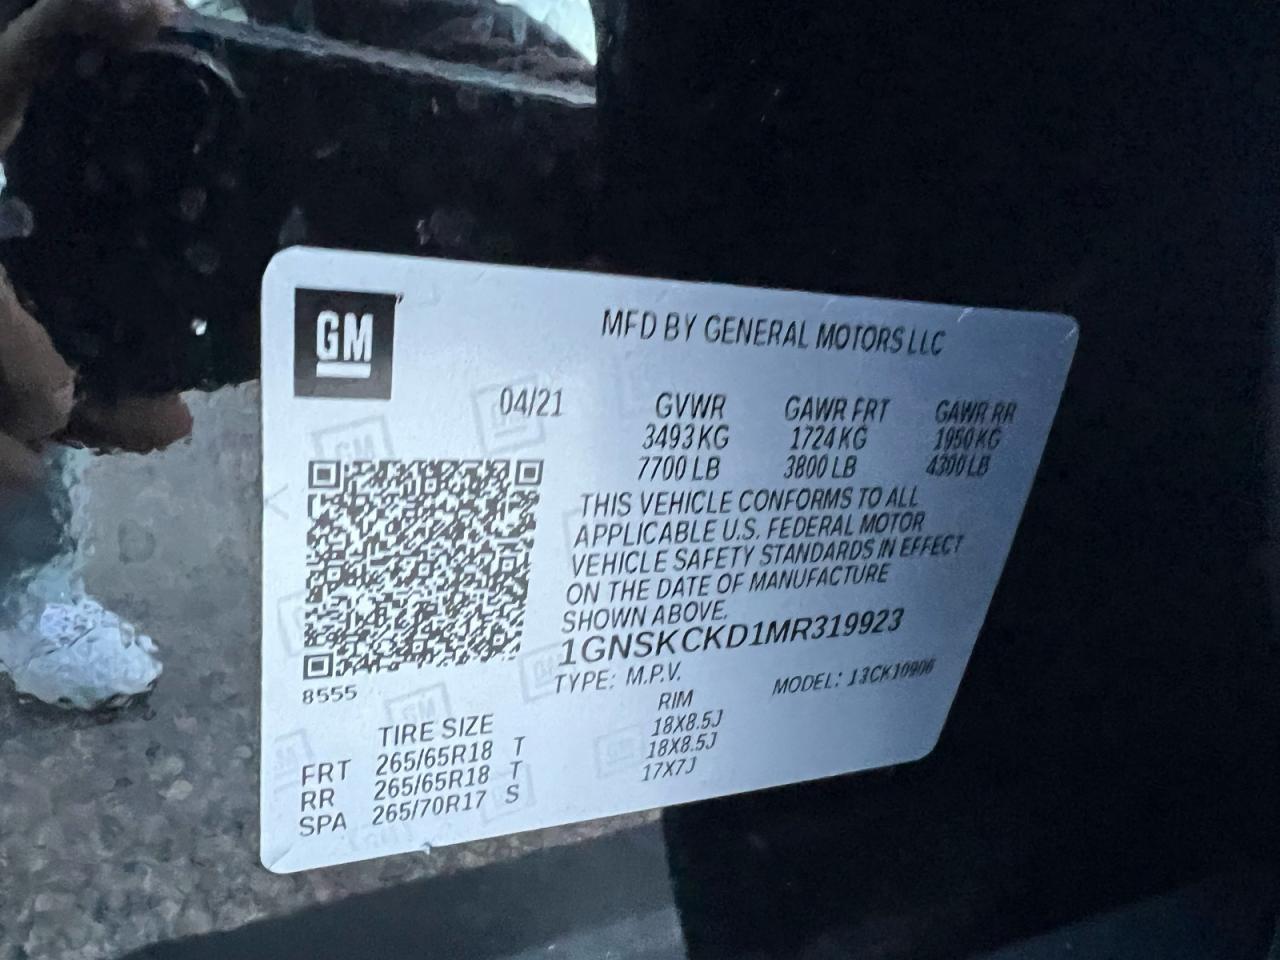 GM
MFD BY GENERAL MOTORS LLC
04/21 GVWR GAWR FRT GAWR RR
3493 KG 1724 KG 1950 KG
7700 LB 3800 LB 4300 LB
THIS VEHICLE CONFORMS TO ALL
APPLICABLE U.S. FEDERAL MOTOR
VEHICLE SAFETY STANDARDS IN EFFECT
ON THE DATE OF MANUFACTURE
SHOWN ABOVE.
1GNSKCKD1MR319923
TYPE: M.P.V. MODEL: 13CK10906
8555
TIRE SIZE RIM
FRT 265/65R18 T 18X8.5J
RR 265/65R18 T 18X8.5J
SPA 265/70R17 S 17X7J